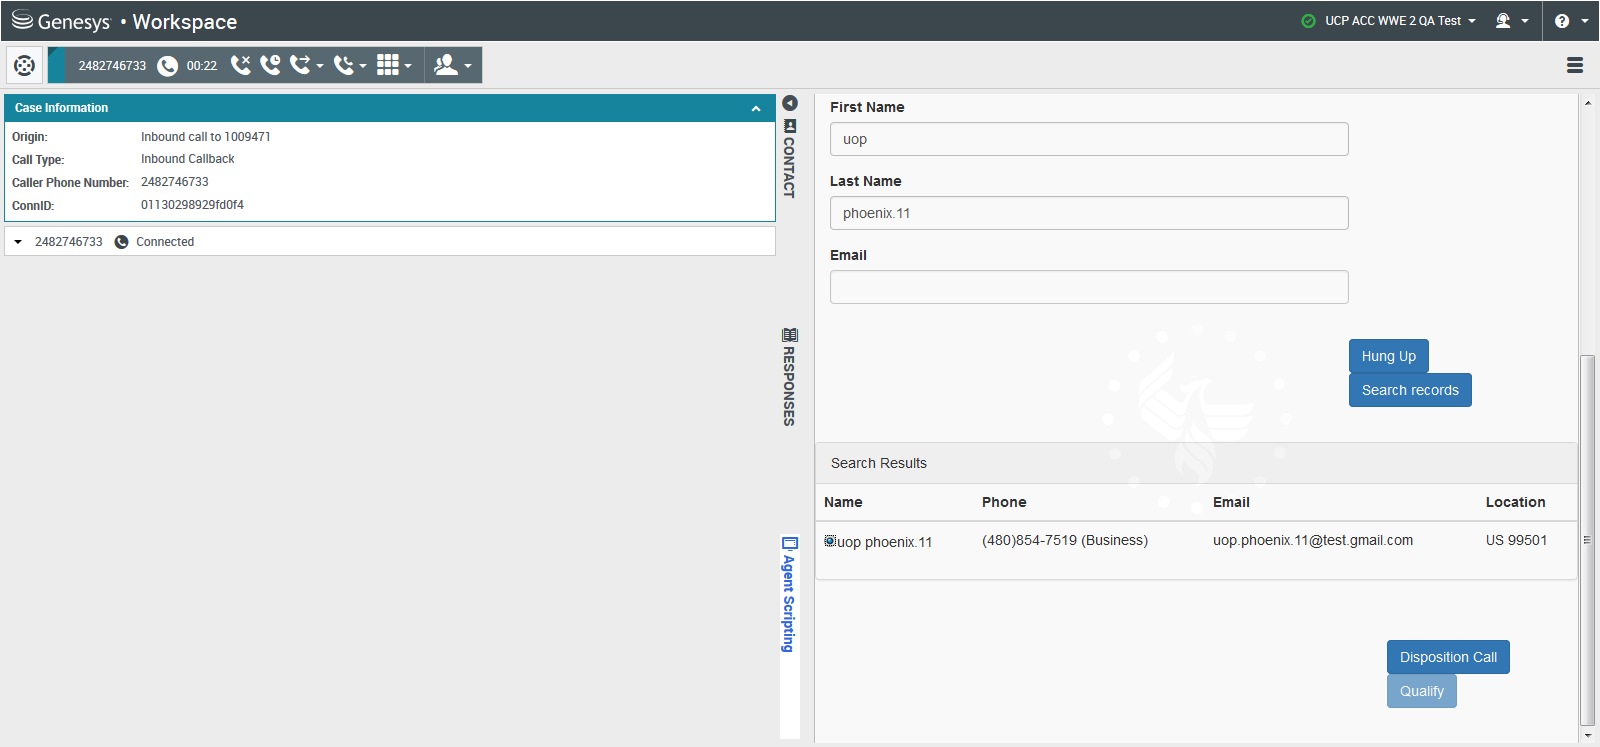 Genesys • Workspace
UCP ACC WWE 2 QA Test
2482746733 00:22
Case Information
Origin: Inbound call to 1009471
Call Type: Inbound Callback
Caller Phone Number: 2482746733
ConnID: 01130298929fd0f4
2482746733 Connected
CONTACT
RESPONSES
Agent Scripting
First Name
uop
Last Name
phoenix.11
Email
Hung Up
Search records
Search Results
Name Phone Email Location
uop phoenix.11 (480)854-7519 (Business) uop.phoenix.11@test.gmail.com US 99501
Disposition Call
Qualify